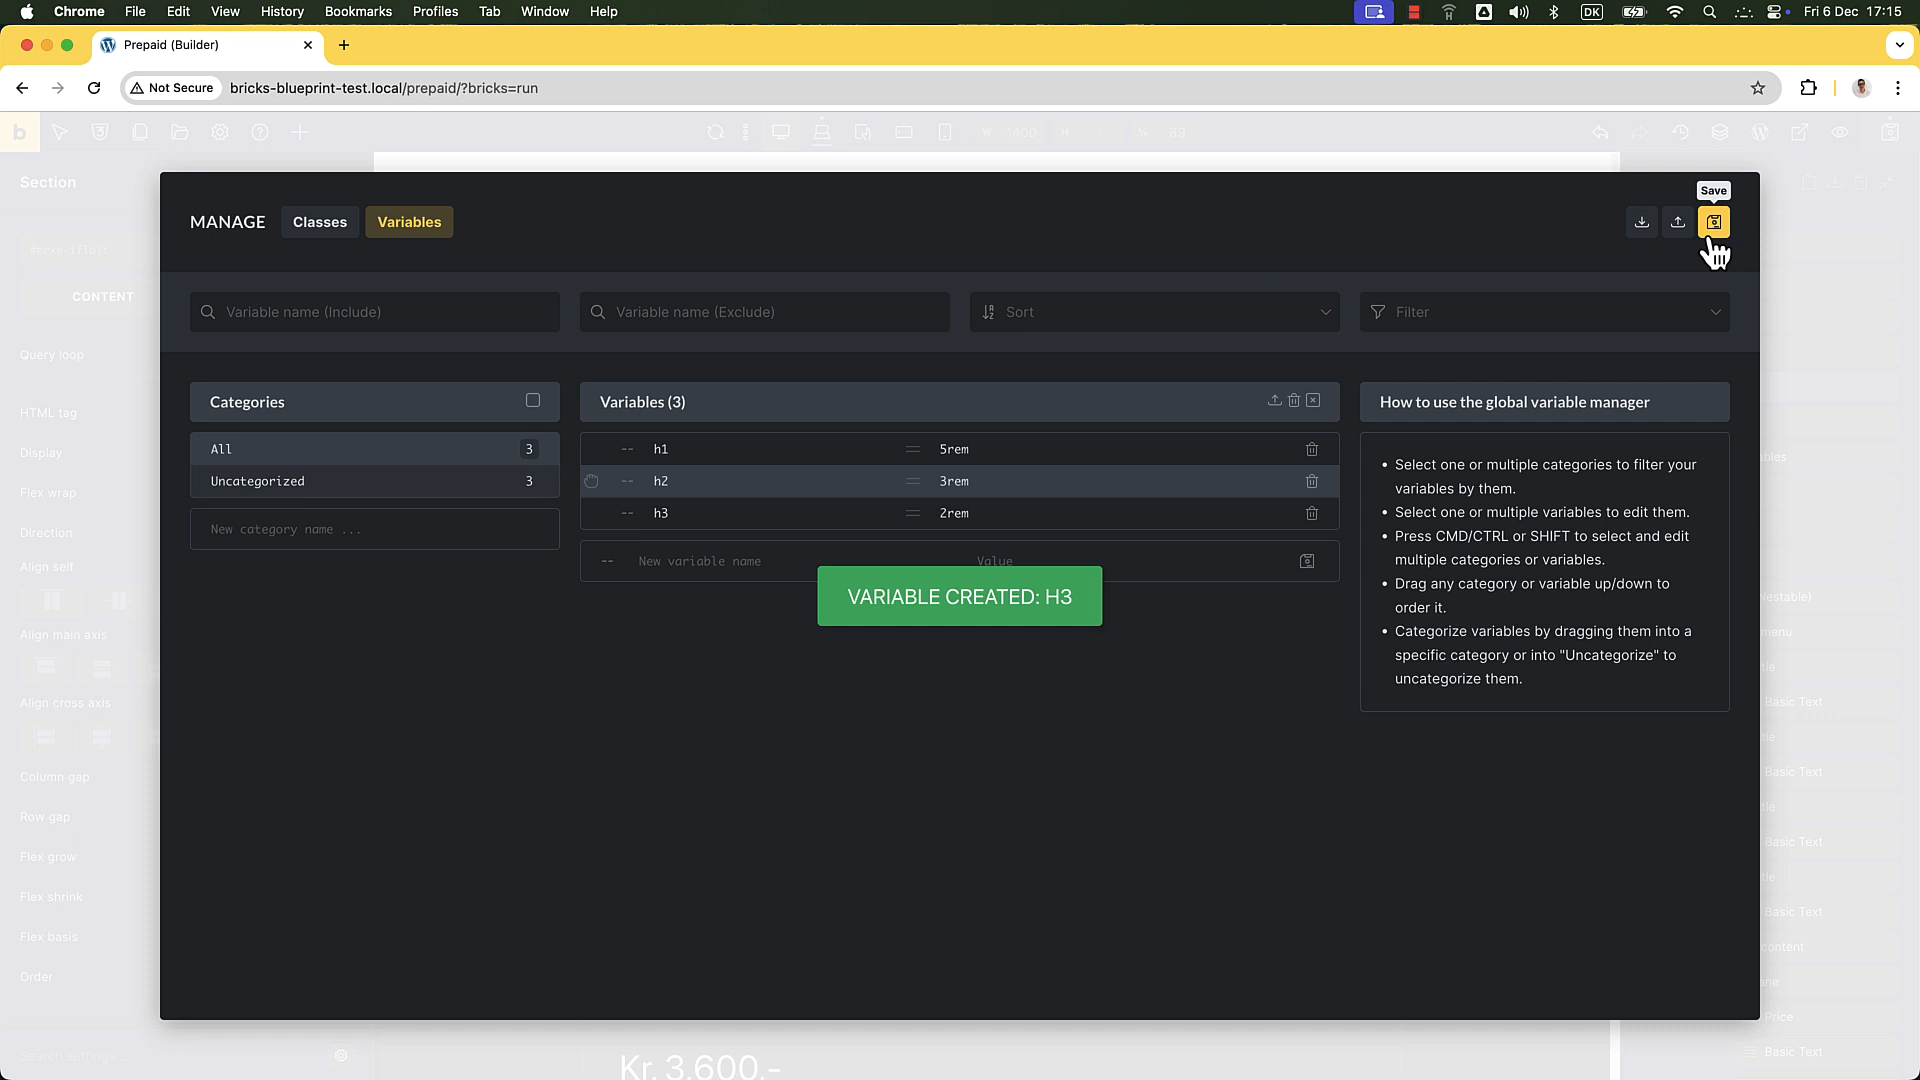 Chrome File Edit View History Bookmarks Profiles Tab Window Help
DK Fri 6 Dec 17:15
Prepaid (Builder)
Not Secure bricks-blueprint-test.local/prepaid/?bricks=run
W 1400 H - % 89
Section
Save
MANAGE Classes Variables
CONTENT
Variable name (Include) Variable name (Exclude) Sort Filter
Query loop
Categories Variables (3) How to use the global variable manager
HTML tag
All 3
-- h1 = 5rem
Display
Select one or multiple categories to filter your
variables by them.
Uncategorized 3
-- h2 = 3rem
Flex wrap
Select one or multiple variables to edit them.
-- h3 = 2rem
New category name ...
Direction
Press CMD/CTRL or SHIFT to select and edit
multiple categories or variables.
-- New variable name Value
Align self
Drag any category or variable up/down to
order it.
VARIABLE CREATED: H3
Categorize variables by dragging them into a
specific category or into "Uncategorize" to
uncategorize them.
Align main axis
Align cross axis
Basic Text
Column gap
Basic Text
Row gap
Basic Text
Flex grow
Flex shrink
Basic Text
Flex basis
Order
Price
Basic Text
Search settings...
Kr. 3.600,-